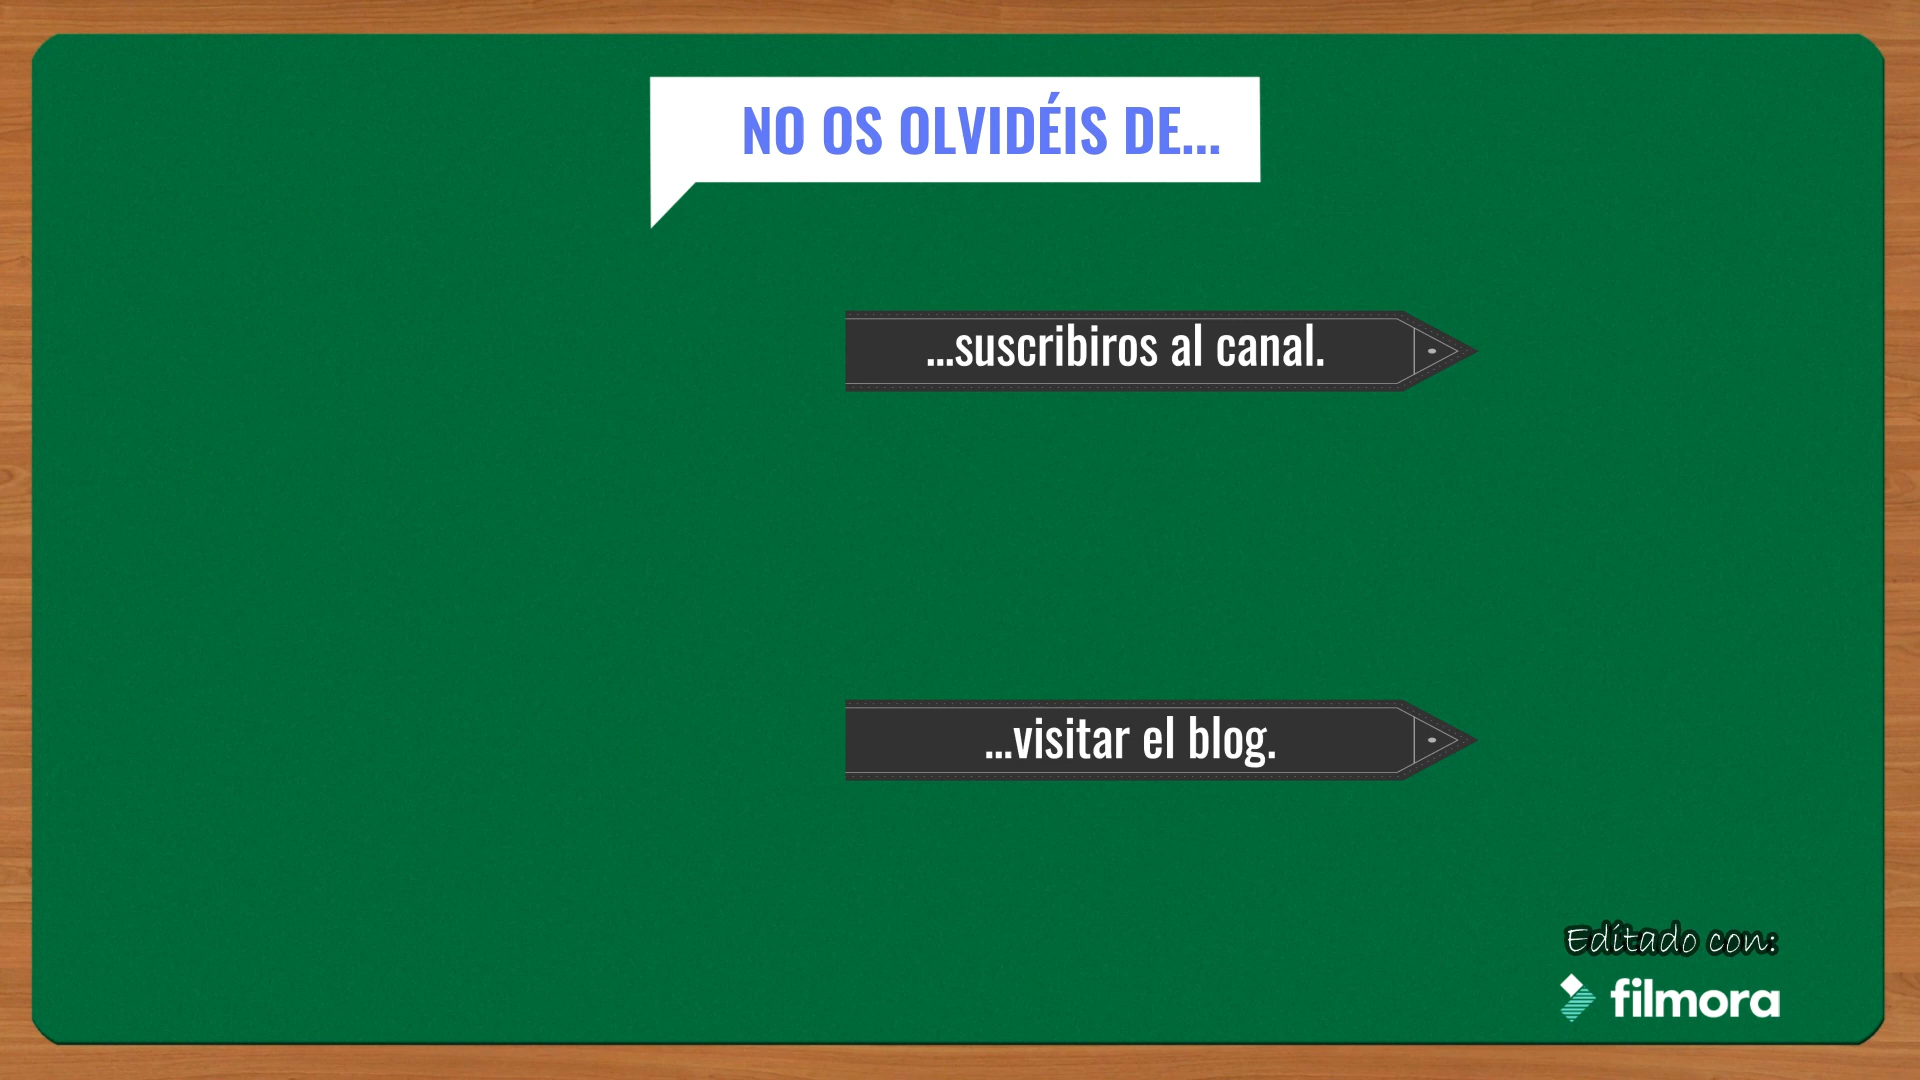 NO OS OLVIDÉIS DE...
...suscribiros al canal.
...visitar el blog.
Editado con:
filmora